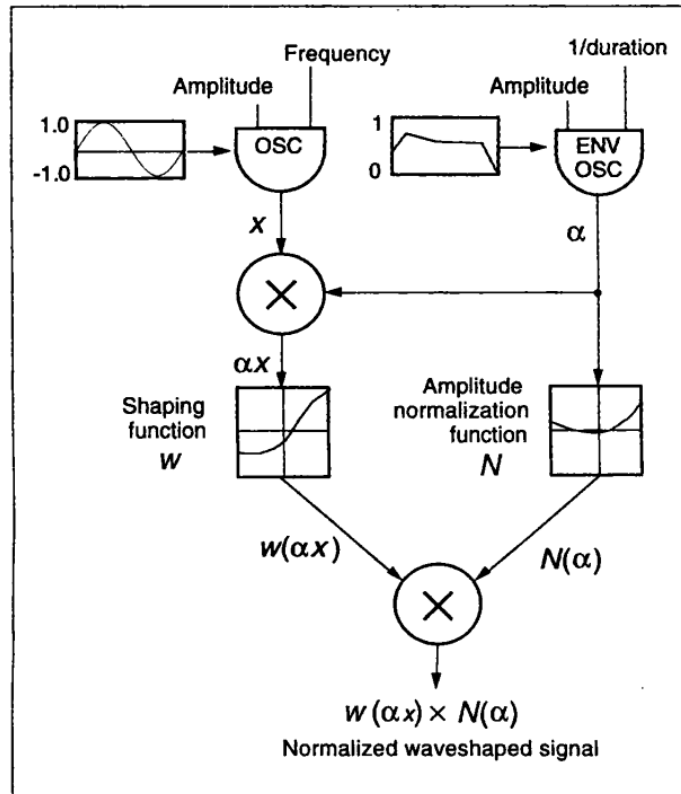 Frequency
Amplitude
1.0
-1.0
OSC
1/duration
Amplitude
1
0
ENV
OSC
x
α
×
αx
Shaping
function
w
Amplitude
normalization
function
N
w(αx)
N(α)
×
w(αx) × N(α)
Normalized waveshaped signal